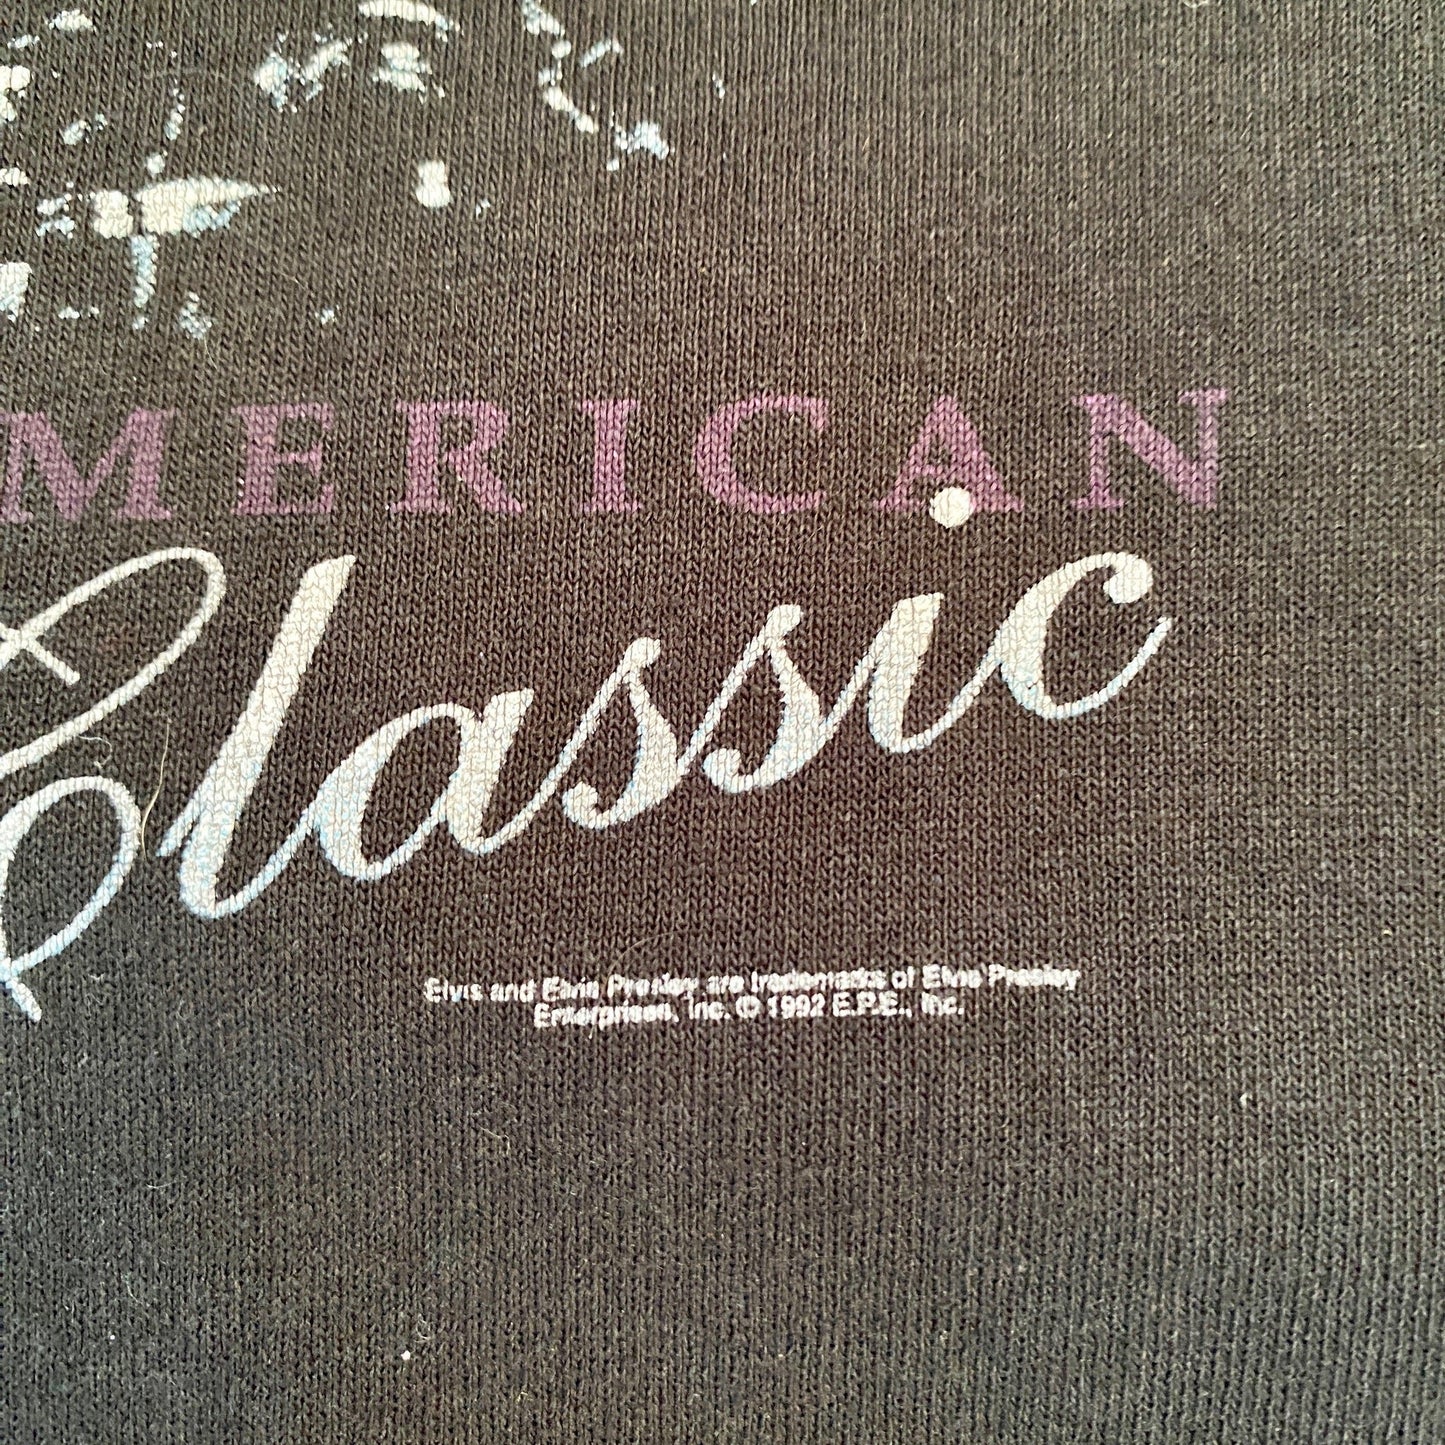 MERICAN
Classic
Elvis and Elvis Presley are trademarks of Elvis Presley
Enterprises, Inc. © 1992 E.P.E., Inc.